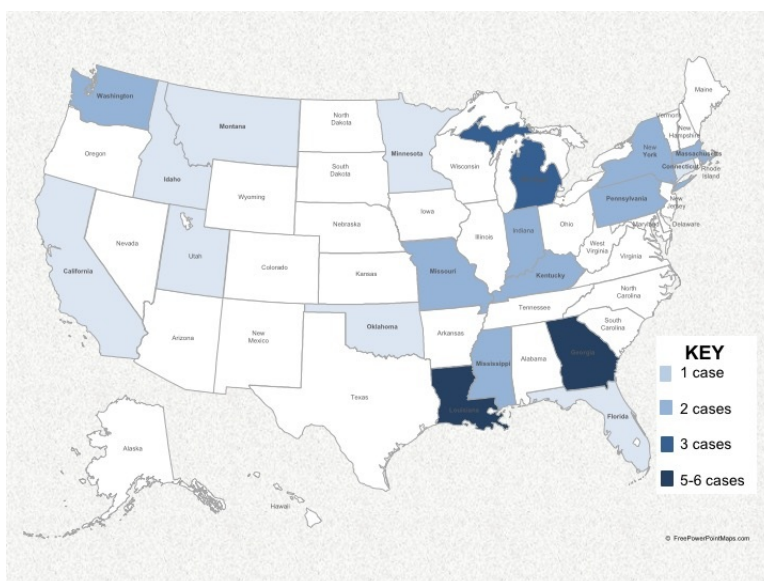 Maine
Washington
North
Dakota
Vermont
Montana
Minnesota
New
Hampshire
Oregon
Massachusetts
New
York
Idaho
South
Dakota
Wisconsin
Connecticut
Rhode
Island
Michigan
Wyoming
Pennsylvania
New
Jersey
Iowa
Nebraska
Ohio
Maryland
Delaware
Illinois
Indiana
Nevada
West
Virginia
Utah
Virginia
California
Colorado
Kansas
Missouri
Kentucky
North
Carolina
Tennessee
Oklahoma
South
Carolina
Arkansas
Arizona
New
Mexico
Georgia
Alabama
Mississippi
Texas
Louisiana
Florida
Alaska
Hawaii
KEY
1 case
2 cases
3 cases
5-6 cases
© FreePowerPointMaps.com